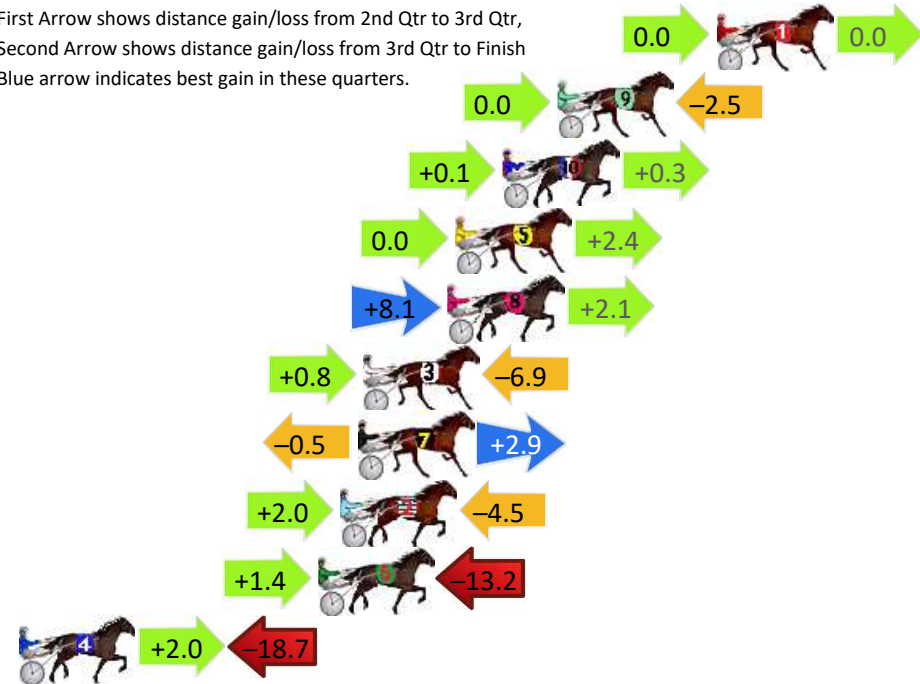 First Arrow shows distance gain/loss from 2nd Qtr to 3rd Qtr,
Second Arrow shows distance gain/loss from 3rd Qtr to Finish
Blue arrow indicates best gain in these quarters.
0.0 1 0.0
0.0 9 –2.5
+0.1 10 +0.3
0.0 5 +2.4
+8.1 8 +2.1
+0.8 3 –6.9
–0.5 7 +2.9
+2.0 2 –4.5
+1.4 6 –13.2
4 +2.0 –18.7